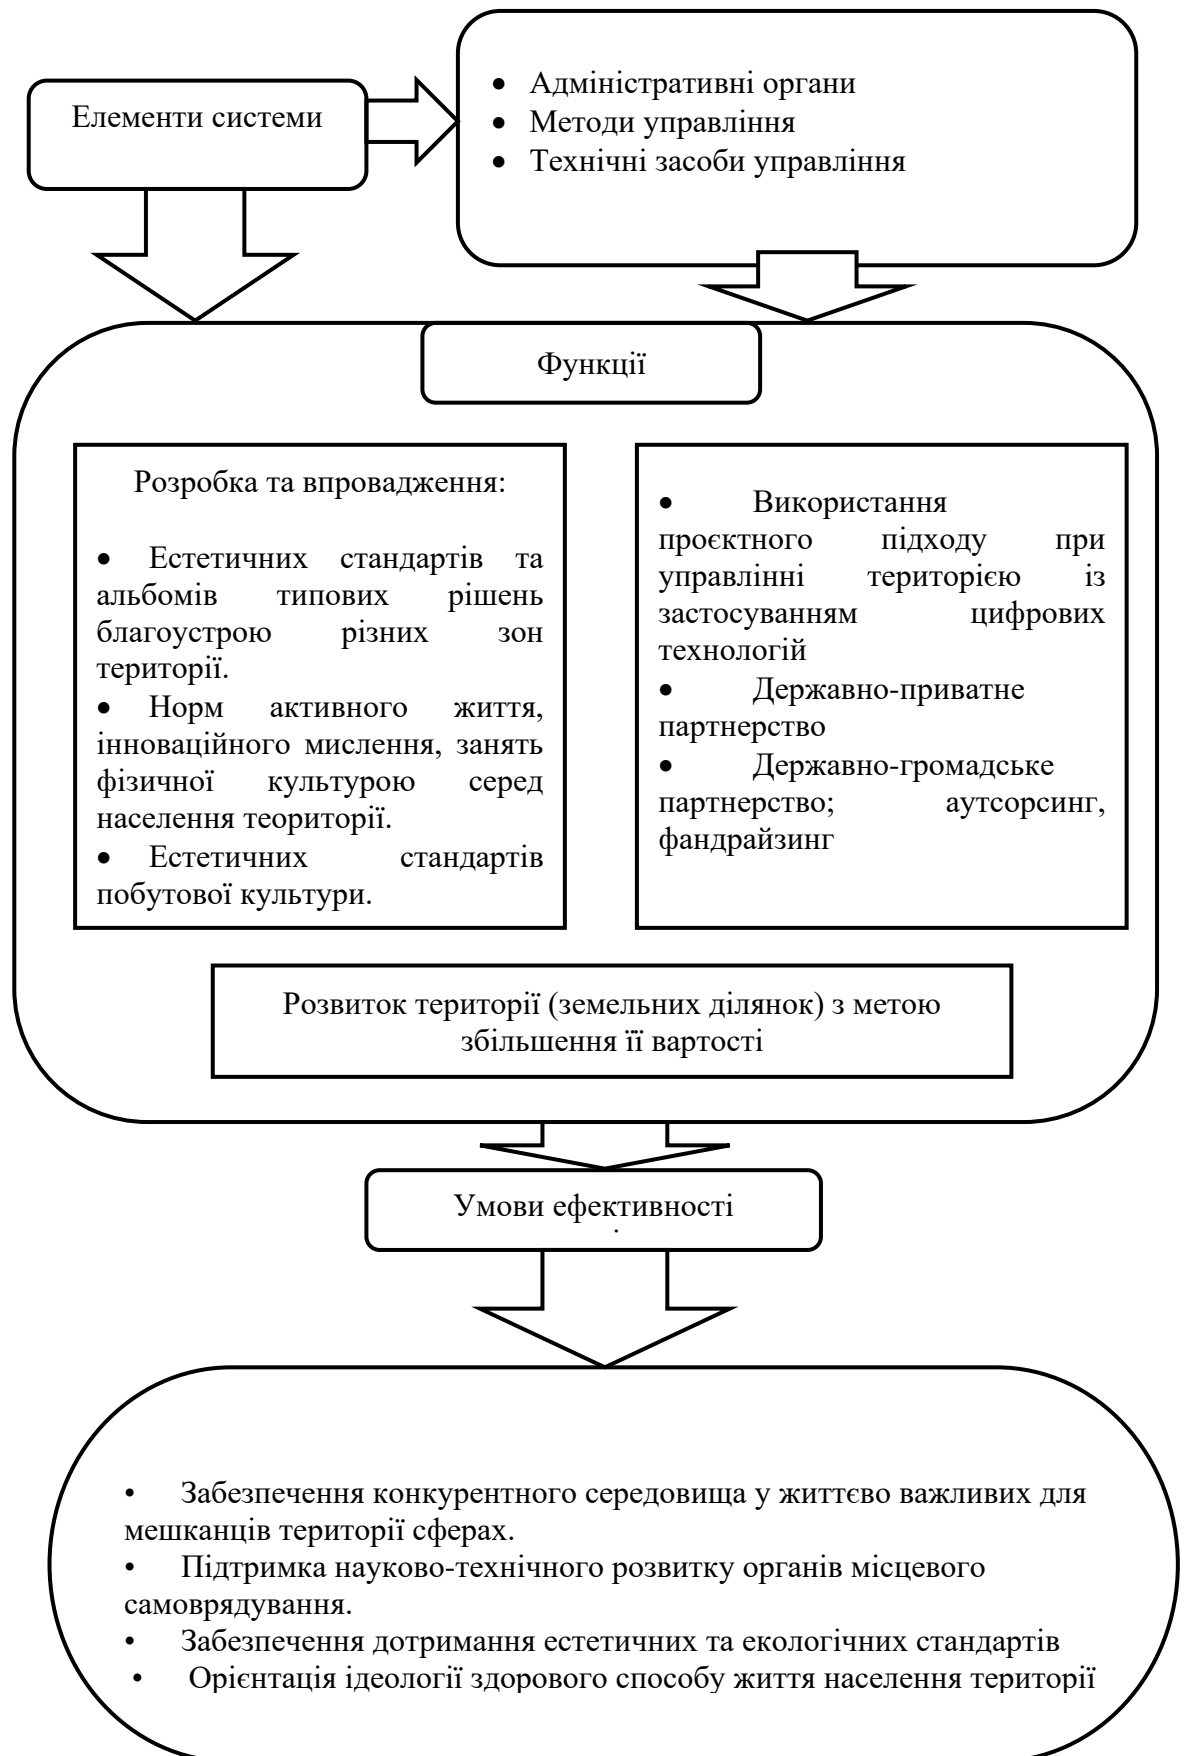 Елементи системи
• Адміністративні органи
• Методи управління
• Технічні засоби управління
Функції
Розробка та впровадження:
• Естетичних стандартів та
альбомів типових рішень
благоустрою різних зон
території.
• Норм активного життя,
інноваційного мислення, занять
фізичної культурою серед
населення теориторії.
• Естетичних стандартів
побутової культури.
• Використання
проєктного підходу при
управлінні територією із
застосуванням цифрових
технологій
• Державно-приватне
партнерство
• Державно-громадське
партнерство; аутсорсинг,
фандрайзинг
Розвиток території (земельних ділянок) з метою
збільшення її вартості
Умови ефективності
• Забезпечення конкурентного середовища у життєво важливих для
мешканців території сферах.
• Підтримка науково-технічного розвитку органів місцевого
самоврядування.
• Забезпечення дотримання естетичних та екологічних стандартів
• Орієнтація ідеології здорового способу життя населення території